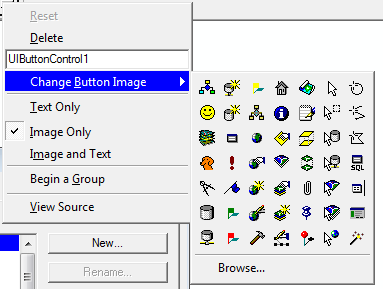 Reset
Delete
UIButtonControl1
Change Button Image
Text Only
Image Only
Image and Text
Begin a Group
View Source
New...
Rename...
SQL
Browse...